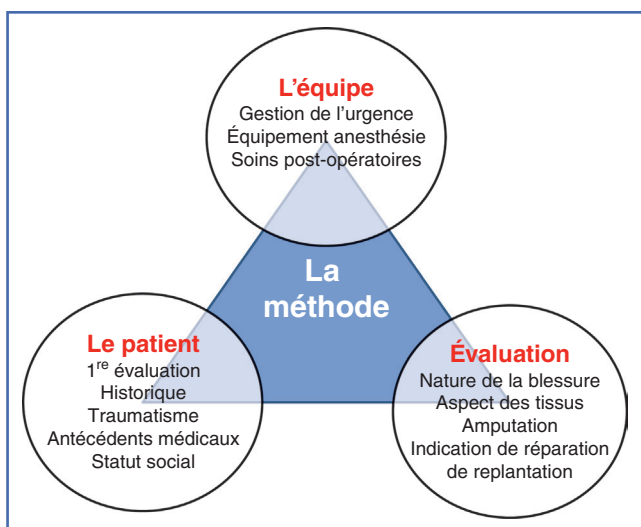 L'équipe
Gestion de l'urgence
Équipement anesthésie
Soins post-opératoires
La
méthode
Le patient
1re évaluation
Historique
Traumatisme
Antécédents médicaux
Statut social
Évaluation
Nature de la blessure
Aspect des tissus
Amputation
Indication de réparation
de replantation